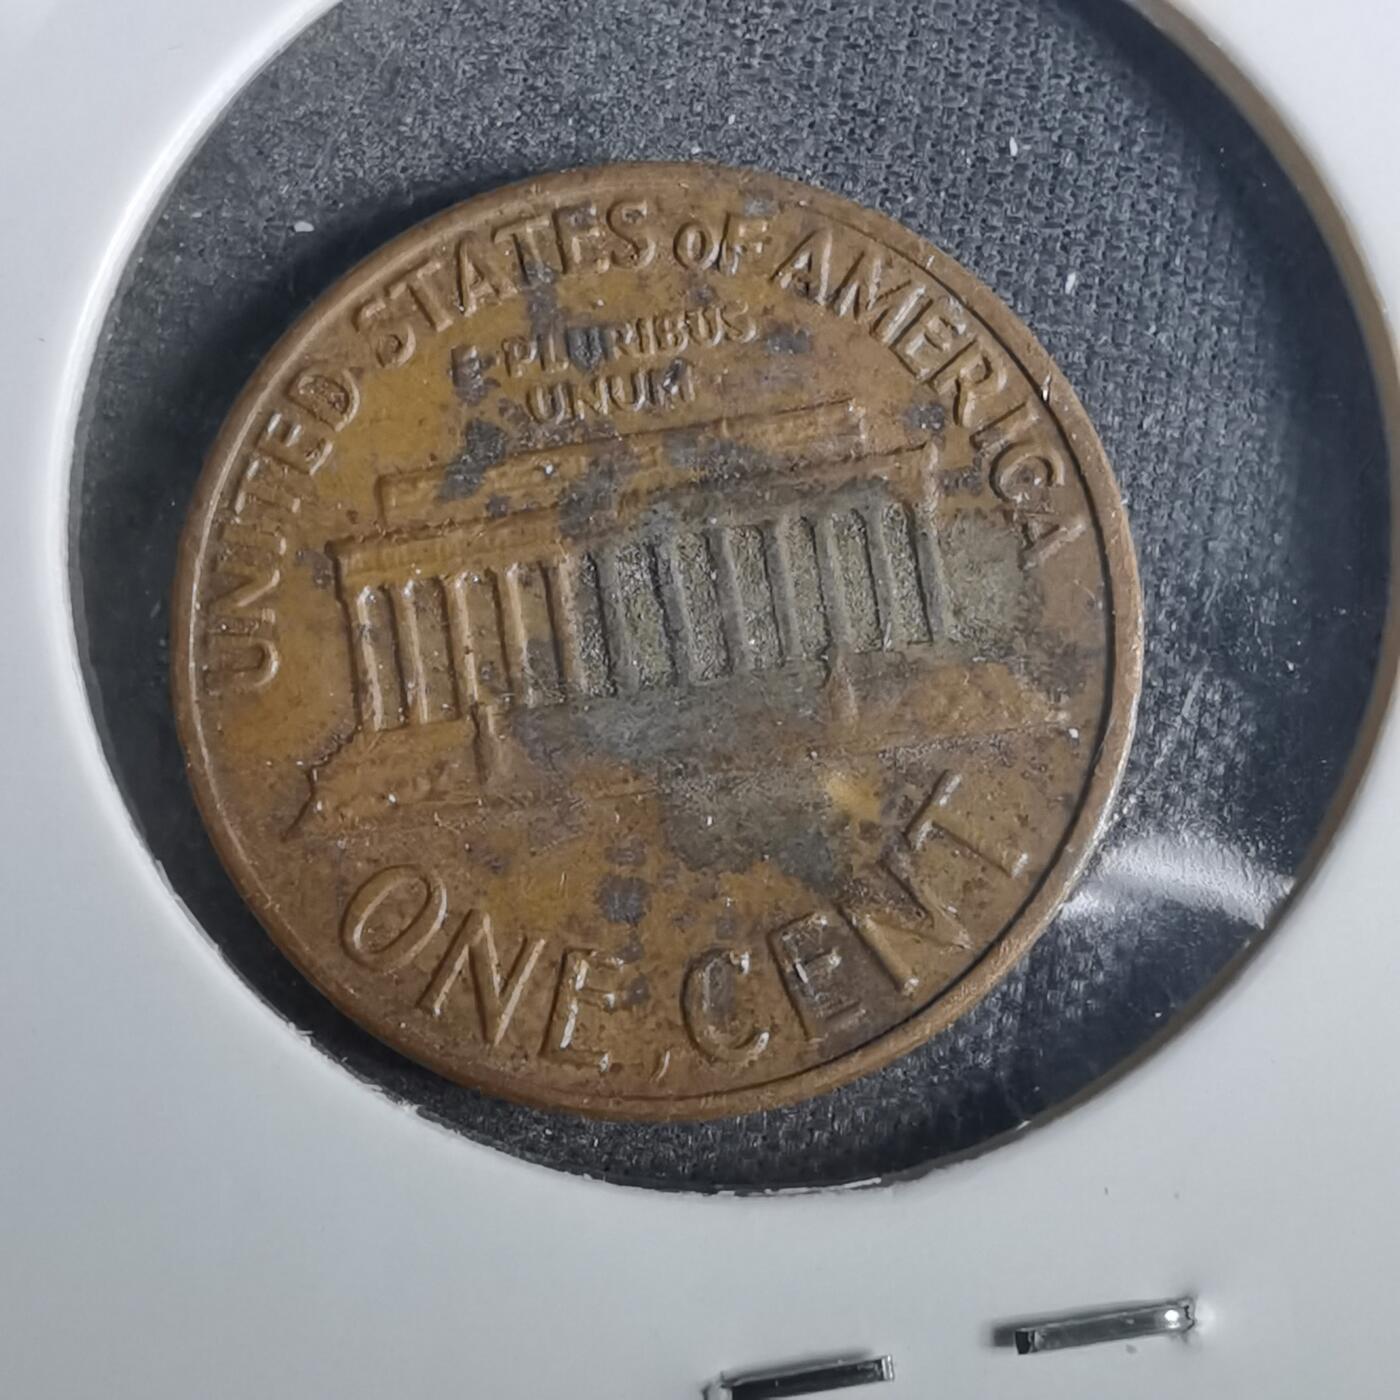 UNITED STATES OF AMERICA
E·PLURIBUS
UNUM
ONE CENT